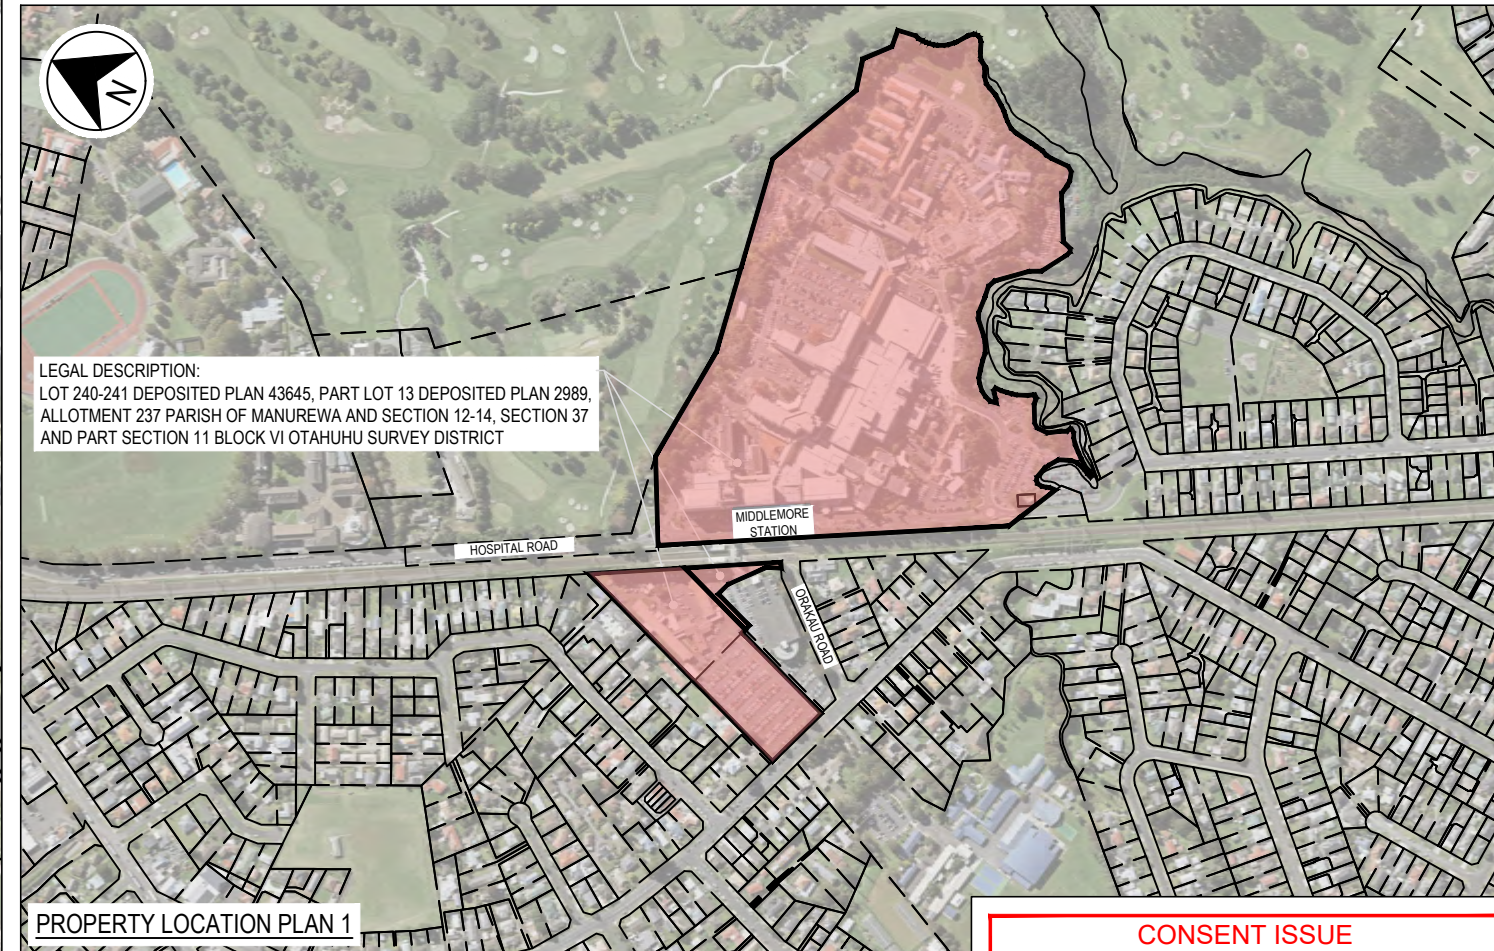 N
LEGAL DESCRIPTION:
LOT 240-241 DEPOSITED PLAN 43645, PART LOT 13 DEPOSITED PLAN 2989,
ALLOTMENT 237 PARISH OF MANUREWA AND SECTION 12-14, SECTION 37
AND PART SECTION 11 BLOCK VI OTAHUHU SURVEY DISTRICT
MIDDLEMORE
STATION
HOSPITAL ROAD
ORAKAU ROAD
PROPERTY LOCATION PLAN 1
CONSENT ISSUE